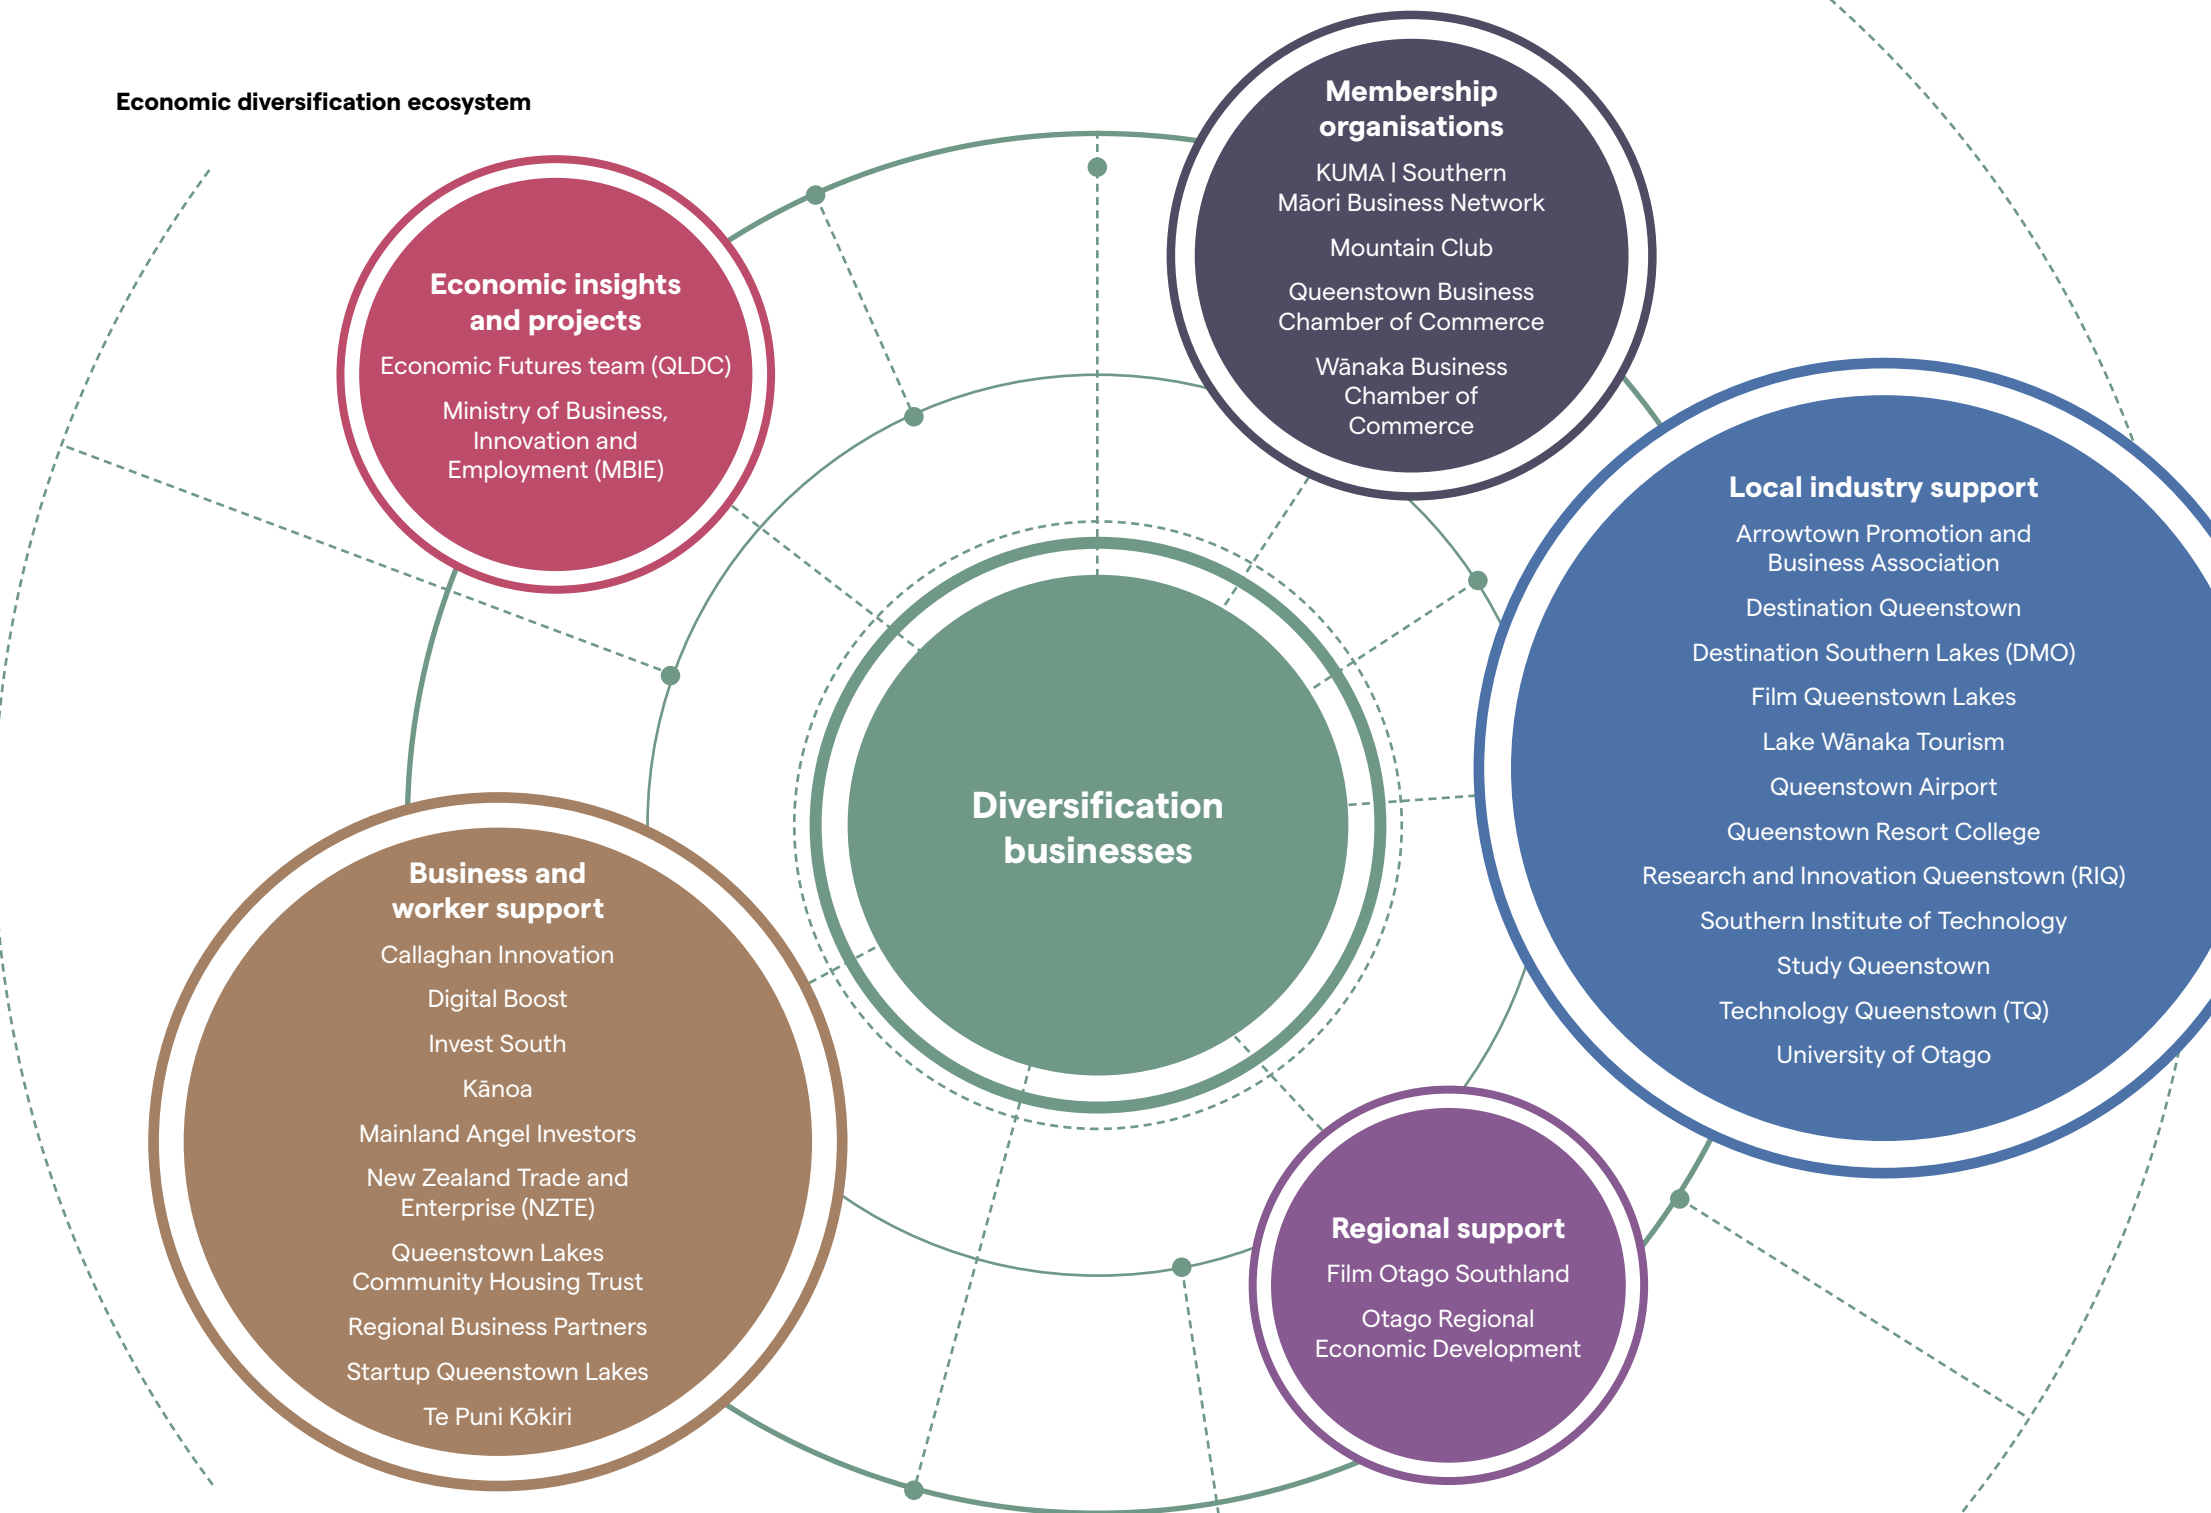 Economic diversification ecosystem
Membership
organisations
KUMA | Southern
Māori Business Network
Mountain Club
Queenstown Business
Chamber of Commerce
Wānaka Business
Chamber of
Commerce
Economic insights
and projects
Economic Futures team (QLDC)
Ministry of Business,
Innovation and
Employment (MBIE)
Local industry support
Arrowtown Promotion and
Business Association
Destination Queenstown
Destination Southern Lakes (DMO)
Film Queenstown Lakes
Lake Wānaka Tourism
Queenstown Airport
Queenstown Resort College
Research and Innovation Queenstown (RIQ)
Southern Institute of Technology
Study Queenstown
Technology Queenstown (TQ)
University of Otago
Diversification
businesses
Business and
worker support
Callaghan Innovation
Digital Boost
Invest South
Kānoa
Mainland Angel Investors
New Zealand Trade and
Enterprise (NZTE)
Queenstown Lakes
Community Housing Trust
Regional Business Partners
Startup Queenstown Lakes
Te Puni Kōkiri
Regional support
Film Otago Southland
Otago Regional
Economic Development